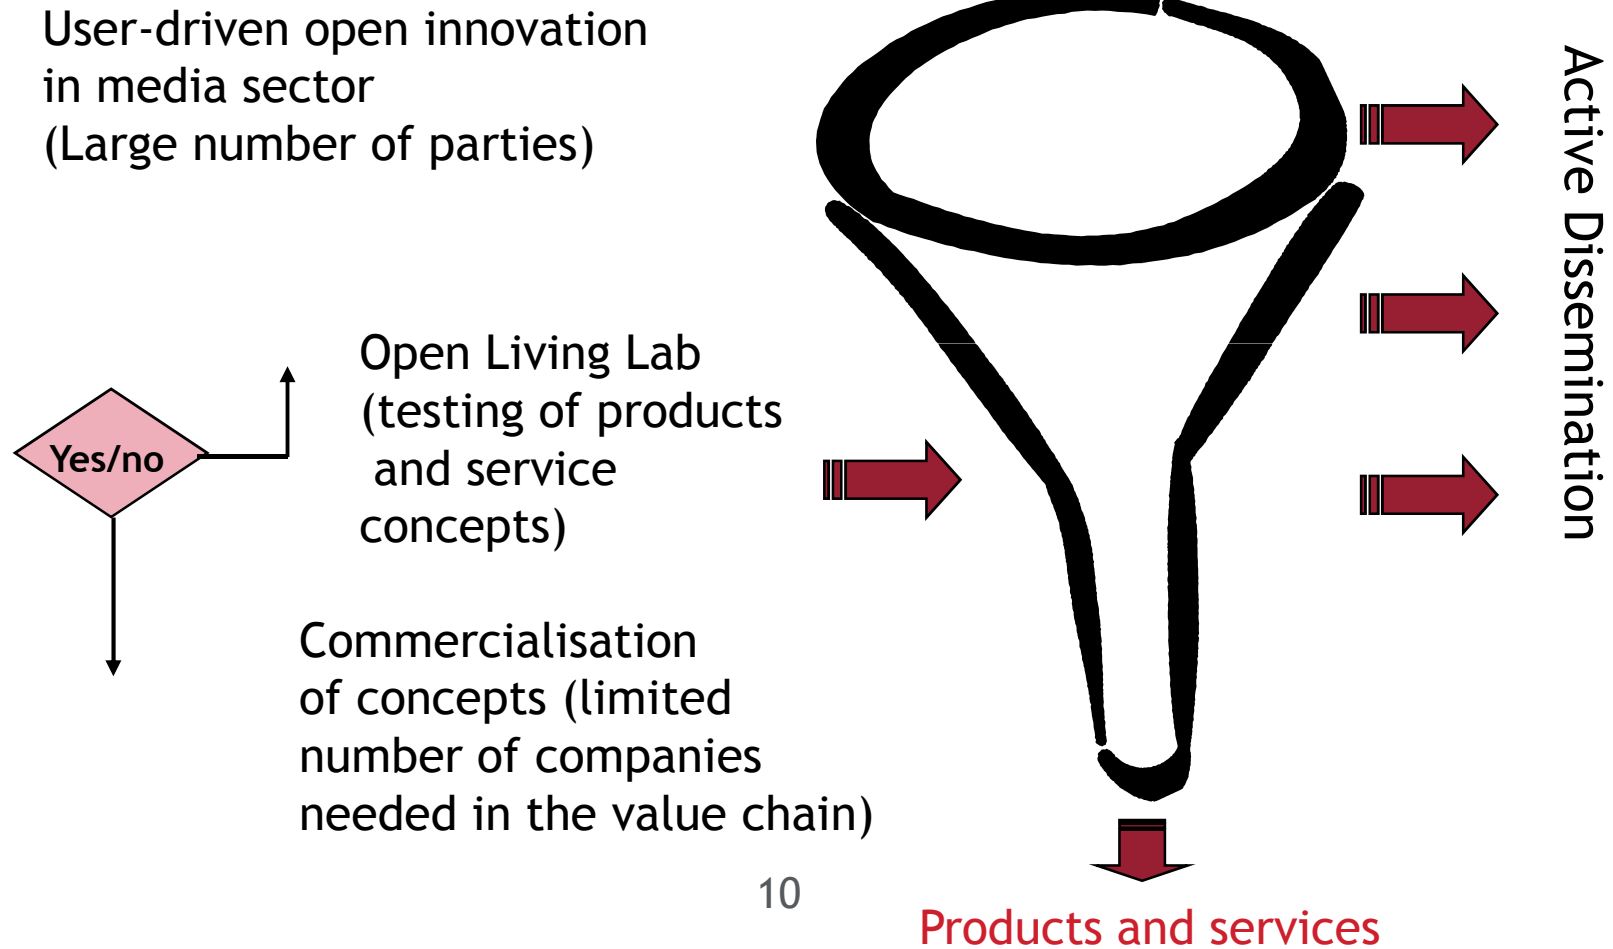 User-driven open innovation
in media sector
(Large number of parties)
Active Dissemination
Open Living Lab
(testing of products
and service
concepts)
Yes/no
Commercialisation
of concepts (limited
number of companies
needed in the value chain)
10
Products and services